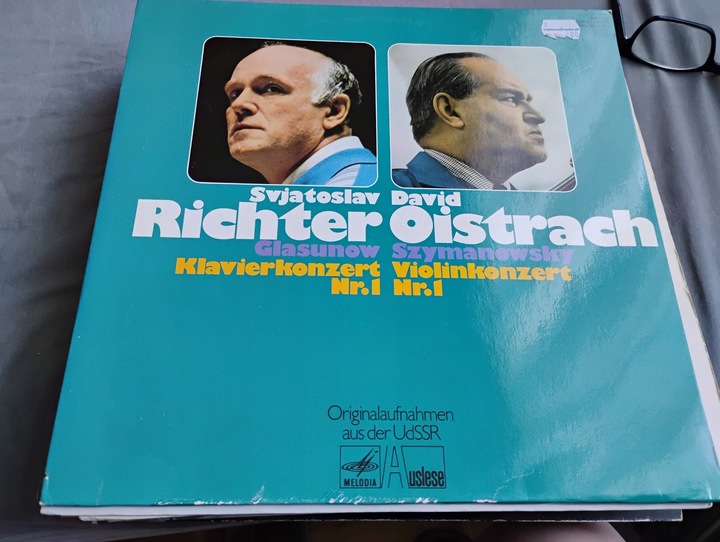 Svjatoslav
Richter
Glasunow
Klavierkonzert
Nr.1
David
Oistrach
Szymanowsky
Violinkonzert
Nr.1
Originalaufnahmen
aus der UdSSR
MELODIA
Auslese